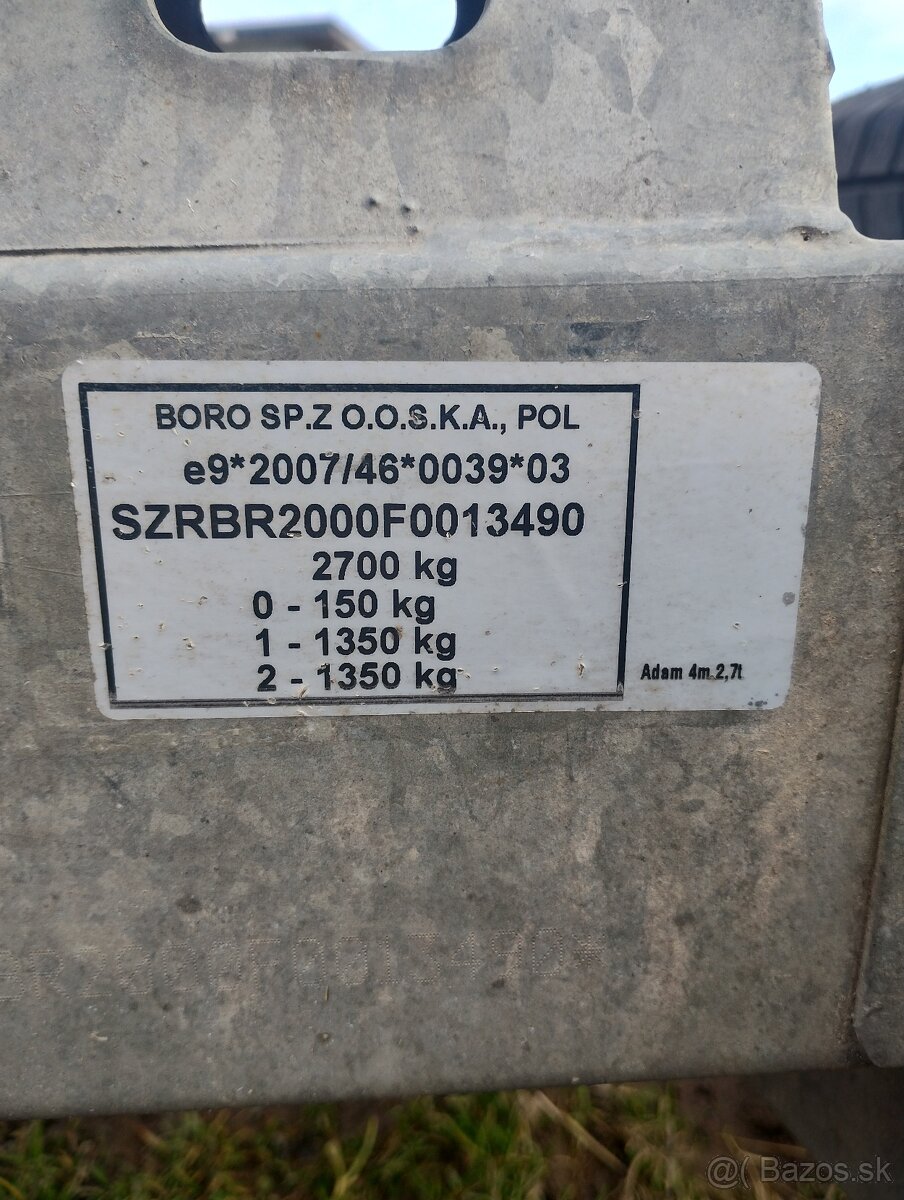 BORO SP.Z O.O.S.K.A., POL
e9*2007/46*0039*03
SZRBR2000F0013490
2700 kg
0 - 150 kg
1 - 1350 kg
2 - 1350 kg
Adam 4m 2,7t
BR2000F0013490*
@( Bazos.sk